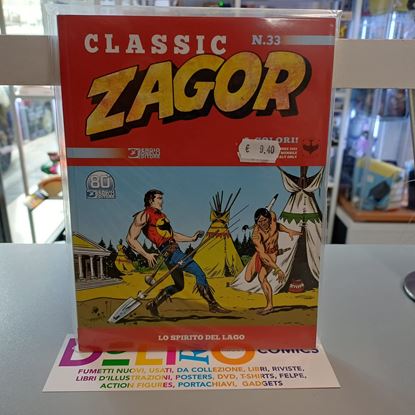 CLASSIC N.33
ZAGOR
SERGIO BONELLI EDITORE
A COLORI!
€ 9,40
80
LO SPIRITO DEL LAGO
COMICS
FUMETTI NUOVI, USATI, DA COLLEZIONE, LIBRI, RIVISTE,
LIBRI D'ILLUSTRAZIONI, POSTERS, DVD, T-SHIRTS, FELPE,
ACTION FIGURES, PORTACHIAVI, GADGETS